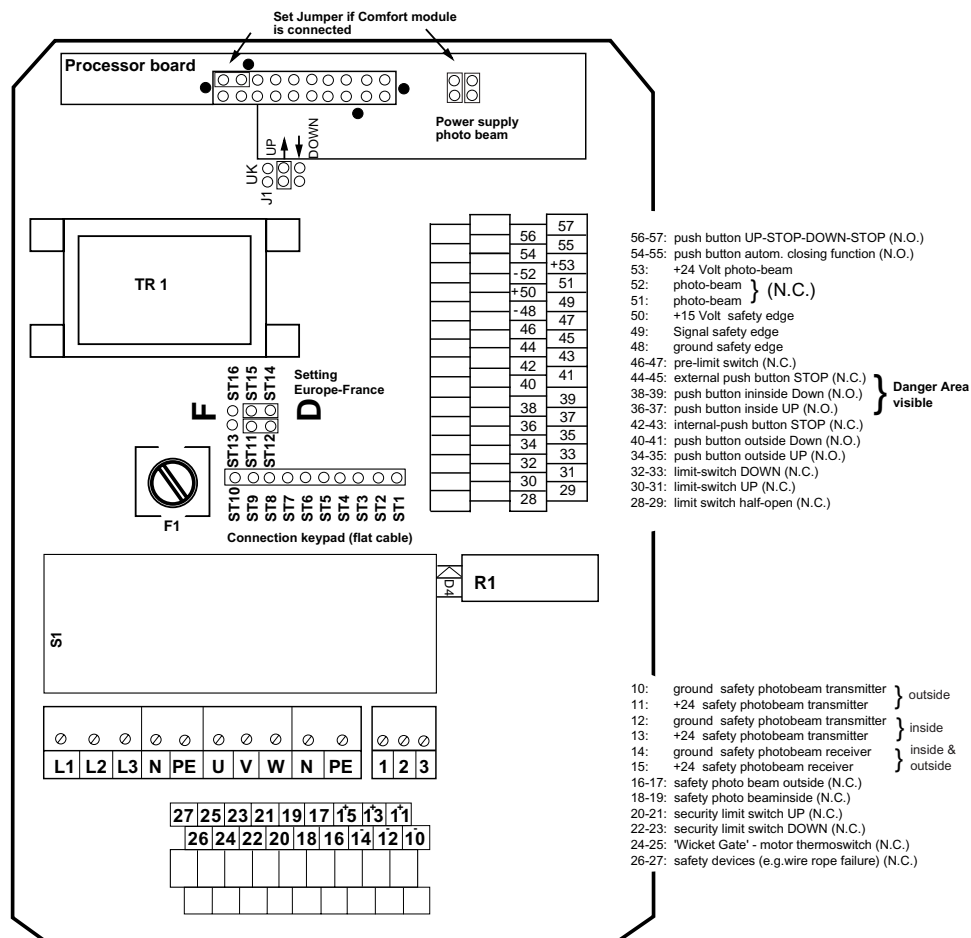 Set Jumper if Comfort module
is connected
Processor board
Power supply
photo beam
UP
DOWN
UK
J1
TR 1
57
56
55
54
+53
-52
51
+50
49
-48
47
46
45
44
43
42
41
40
39
38
37
36
35
34
33
32
31
30
29
28
Setting
Europe-France
ST16
ST15
ST14
F
D
ST13
ST11
ST12
ST10
ST9
ST8
ST7
ST6
ST5
ST4
ST3
ST2
ST1
Connection keypad (flat cable)
F1
S1
D4
R1
L1 L2 L3 N PE U V W N PE 1 2 3
27 25 23 21 19 17 15+ 13+ 11+
26 24 22 20 18 16 14- 12- 10-
56-57: push button UP-STOP-DOWN-STOP (N.O.)
54-55: push button autom. closing function (N.O.)
53: +24 Volt photo-beam
52: photo-beam
51: photo-beam
} (N.C.)
50: +15 Volt safety edge
49: Signal safety edge
48: ground safety edge
46-47: pre-limit switch (N.C.)
44-45: external push button STOP (N.C.)
38-39: push button ininside Down (N.O.)
36-37: push button inside UP (N.O.)
} Danger Area
visible
42-43: internal-push button STOP (N.C.)
40-41: push button outside Down (N.O.)
34-35: push button outside UP (N.O.)
32-33: limit-switch DOWN (N.C.)
30-31: limit-switch UP (N.C.)
28-29: limit switch half-open (N.C.)
10: ground safety photobeam transmitter
11: +24 safety photobeam transmitter
} outside
12: ground safety photobeam transmitter
13: +24 safety photobeam transmitter
} inside
14: ground safety photobeam receiver
15: +24 safety photobeam receiver
} inside &
outside
16-17: safety photo beam outside (N.C.)
18-19: safety photo beaminside (N.C.)
20-21: security limit switch UP (N.C.)
22-23: security limit switch DOWN (N.C.)
24-25: 'Wicket Gate' - motor thermoswitch (N.C.)
26-27: safety devices (e.g.wire rope failure) (N.C.)